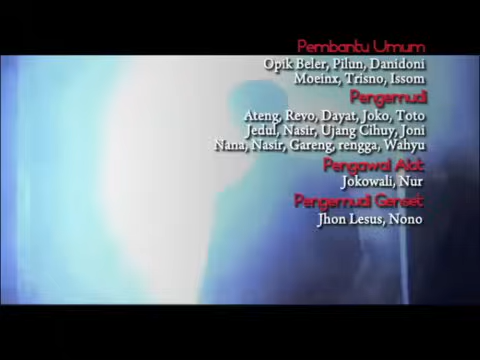 Pembantu Umum
Opik Beler, Pilun, Danidoni
Moeinx, Trisno, Issom
Pengemudi
Ateng, Revo, Dayat, Joko, Toto
Jedul, Nasir, Ujang Cihuy, Joni
Nana, Nasir, Gareng, rengga, Wahyu
Pengawal Alat
Jokowali, Nur
Pengemudi Genset
Jhon Lesus, Nono